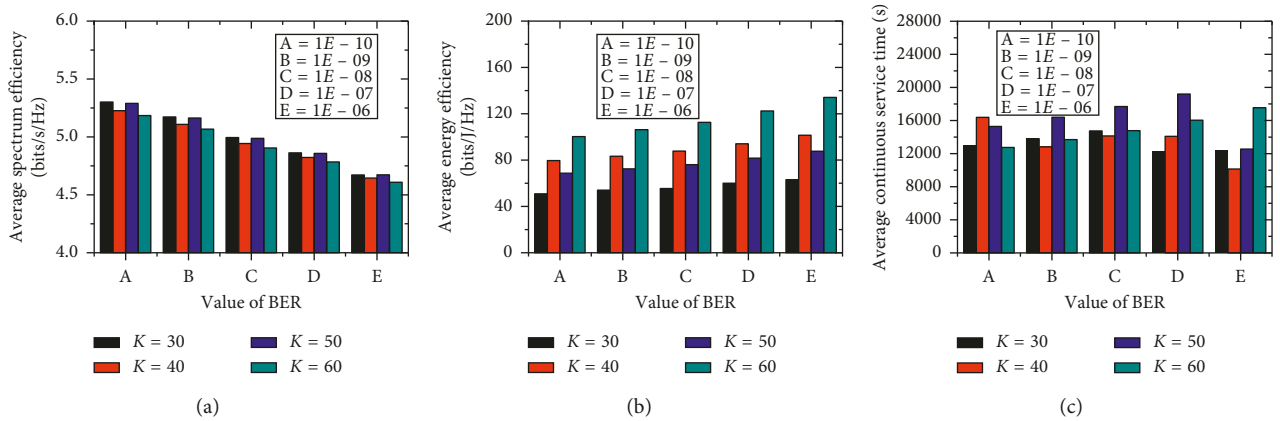 6.0
5.5
5.0
4.5
4.0
Average spectrum efficiency
(bits/s/Hz)
A = 1E – 10
B = 1E – 09
C = 1E – 08
D = 1E – 07
E = 1E – 06
A B C D E
Value of BER
K = 30
K = 40
K = 50
K = 60
(a)
200
160
120
80
40
0
Average energy efficiency
(bits/J/Hz)
A = 1E – 10
B = 1E – 09
C = 1E – 08
D = 1E – 07
E = 1E – 06
A B C D E
Value of BER
K = 30
K = 40
K = 50
K = 60
(b)
28000
24000
20000
16000
12000
8000
4000
0
Average continuous service time (s)
A = 1E – 10
B = 1E – 09
C = 1E – 08
D = 1E – 07
E = 1E – 06
A B C D E
Value of BER
K = 30
K = 40
K = 50
K = 60
(c)